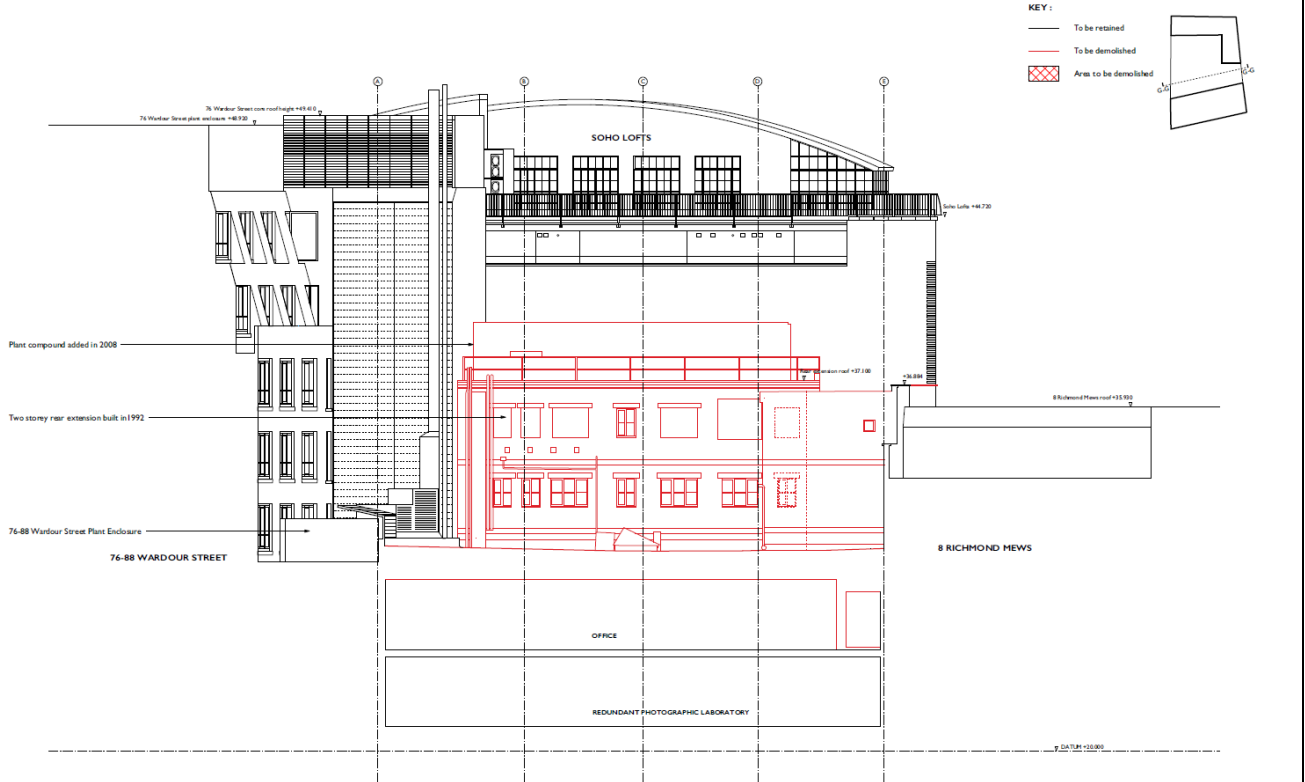 KEY :
To be retained
To be demolished
Area to be demolished
G-G
G-G
A
B
C
D
E
76 Wardour Street core roof height +49.410
76 Wardour Street plant enclosure +48.920
SOHO LOFTS
Soho Lofts +44.720
Plant compound added in 2008
Rear extension roof +37.100
+36.884
8 Richmond Mews roof +35.930
Two storey rear extension built in1992
76-88 Wardour Street Plant Enclosure
76-88 WARDOUR STREET
8 RICHMOND MEWS
OFFICE
REDUNDANT PHOTOGRAPHIC LABORATORY
DATUM +20.000